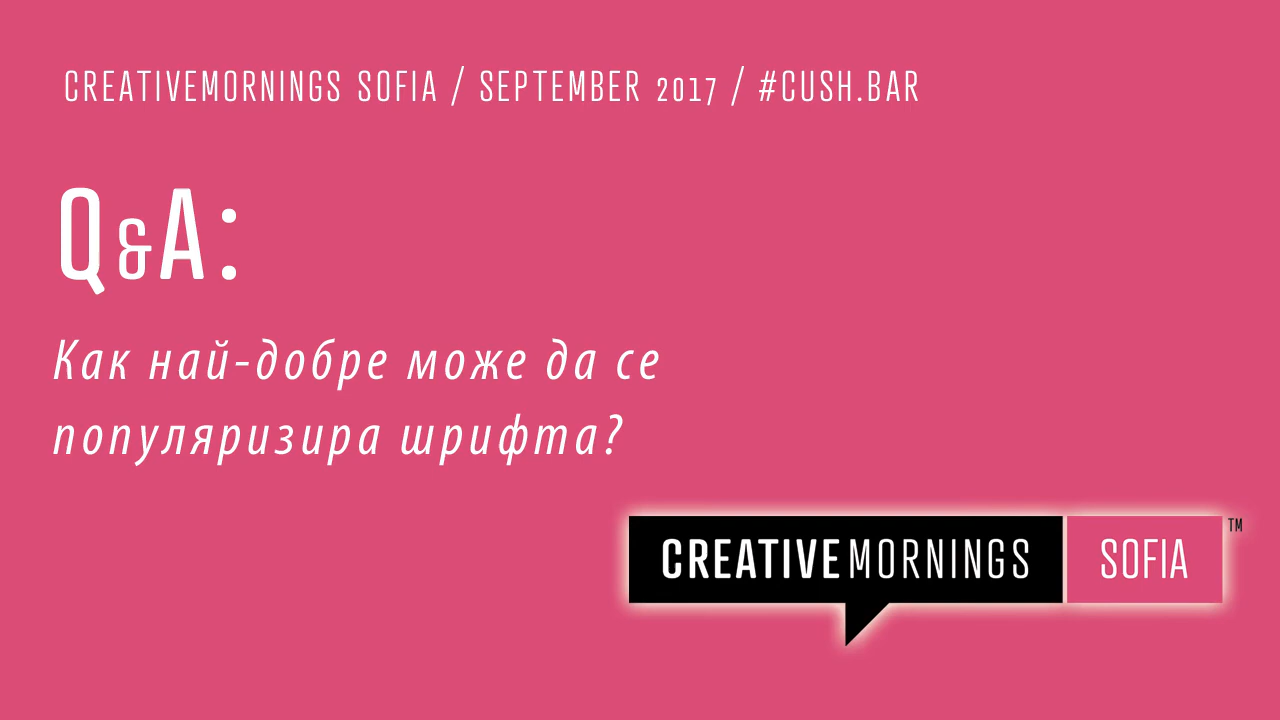 CREATIVEMORNINGS SOFIA / SEPTEMBER 2017 / #CUSH.BAR
Q&A:
Как най-добре може да се
популяризира шрифта?
CREATIVEMORNINGS SOFIA ™